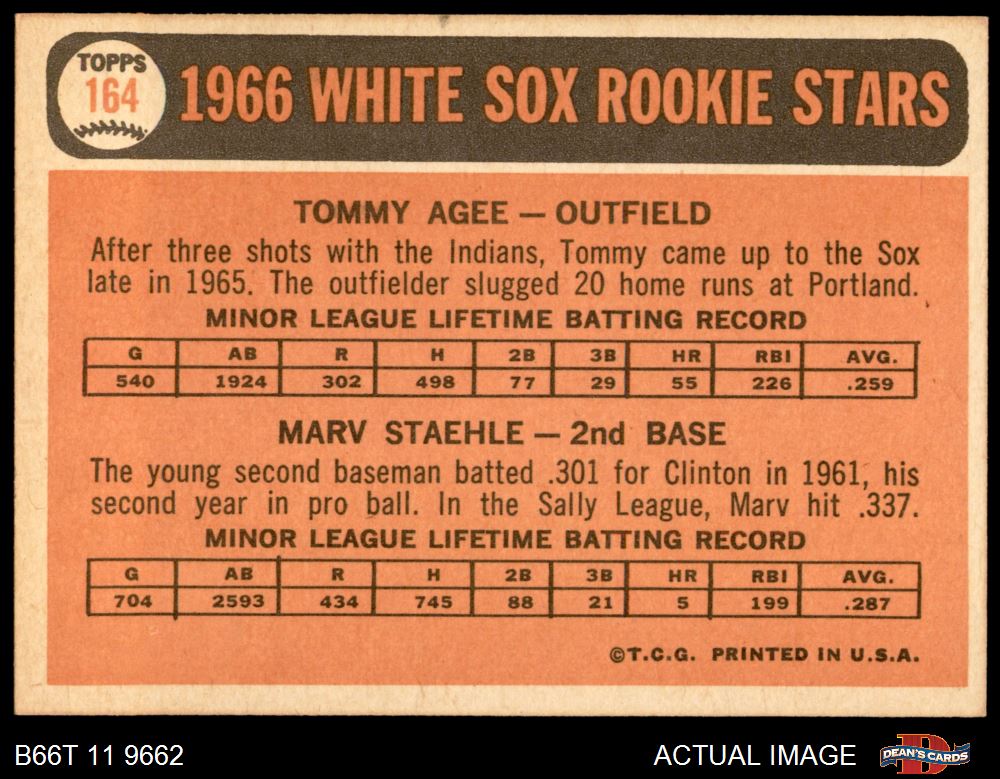 TOPPS
164
1966 WHITE SOX ROOKIE STARS
TOMMY AGEE — OUTFIELD
After three shots with the Indians, Tommy came up to the Sox
late in 1965. The outfielder slugged 20 home runs at Portland.
MINOR LEAGUE LIFETIME BATTING RECORD
G AB R H 2B 3B HR RBI AVG.
540 1924 302 498 77 29 55 226 .259
MARV STAEHLE — 2nd BASE
The young second baseman batted .301 for Clinton in 1961, his
second year in pro ball. In the Sally League, Marv hit .337.
MINOR LEAGUE LIFETIME BATTING RECORD
G AB R H 2B 3B HR RBI AVG.
704 2593 434 745 88 21 5 199 .287
©T.C.G. PRINTED IN U.S.A.
B66T 11 9662 ACTUAL IMAGE D DEAN'S CARDS